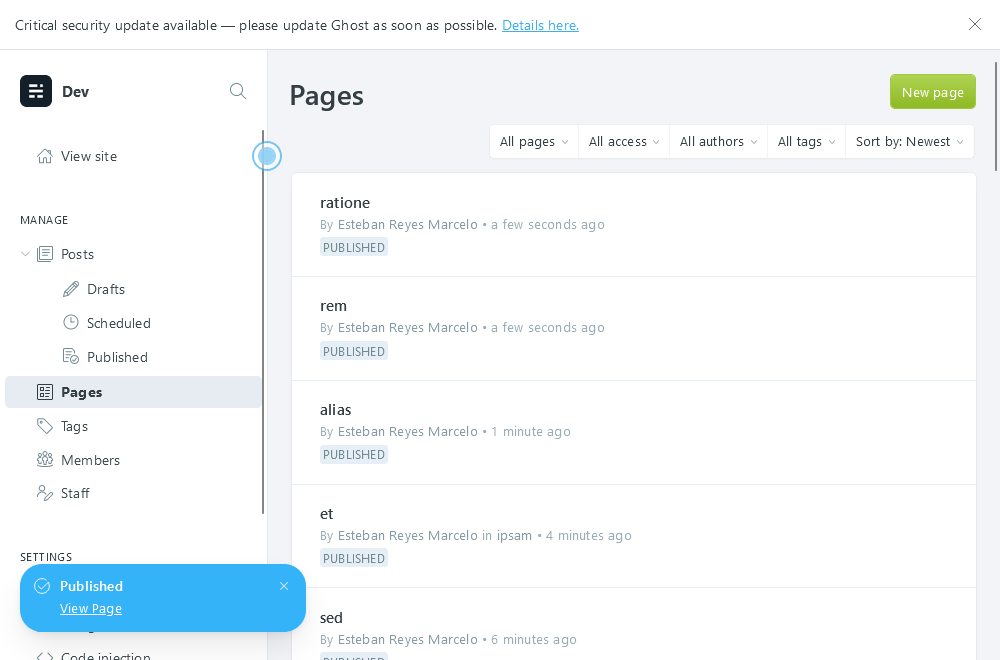 Critical security update available — please update Ghost as soon as possible. Details here.
Dev
View site
MANAGE
Posts
Drafts
Scheduled
Published
Pages
Tags
Members
Staff
SETTINGS
Code injection
Published
View Page
Pages
New page
All pages
All access
All authors
All tags
Sort by: Newest
ratione
By Esteban Reyes Marcelo • a few seconds ago
PUBLISHED
rem
By Esteban Reyes Marcelo • a few seconds ago
PUBLISHED
alias
By Esteban Reyes Marcelo • 1 minute ago
PUBLISHED
et
By Esteban Reyes Marcelo in ipsam • 4 minutes ago
PUBLISHED
sed
By Esteban Reyes Marcelo • 6 minutes ago
PUBLISHED